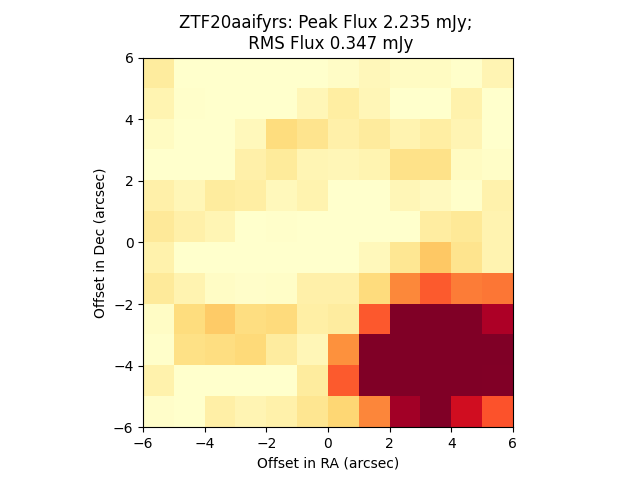 ZTF20aaifyrs: Peak Flux 2.235 mJy;
RMS Flux 0.347 mJy
6
4
2
0
−2
−4
−6
Offset in Dec (arcsec)
−6 −4 −2 0 2 4 6
Offset in RA (arcsec)